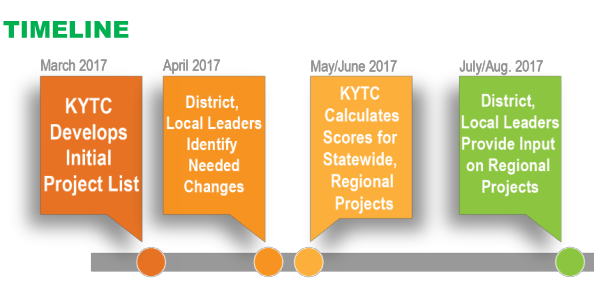 TIMELINE
March 2017
KYTC
Develops
Initial
Project List
April 2017
District,
Local Leaders
Identify
Needed
Changes
May/June 2017
KYTC
Calculates
Scores for
Statewide,
Regional
Projects
July/Aug. 2017
District,
Local Leaders
Provide Input
on Regional
Projects